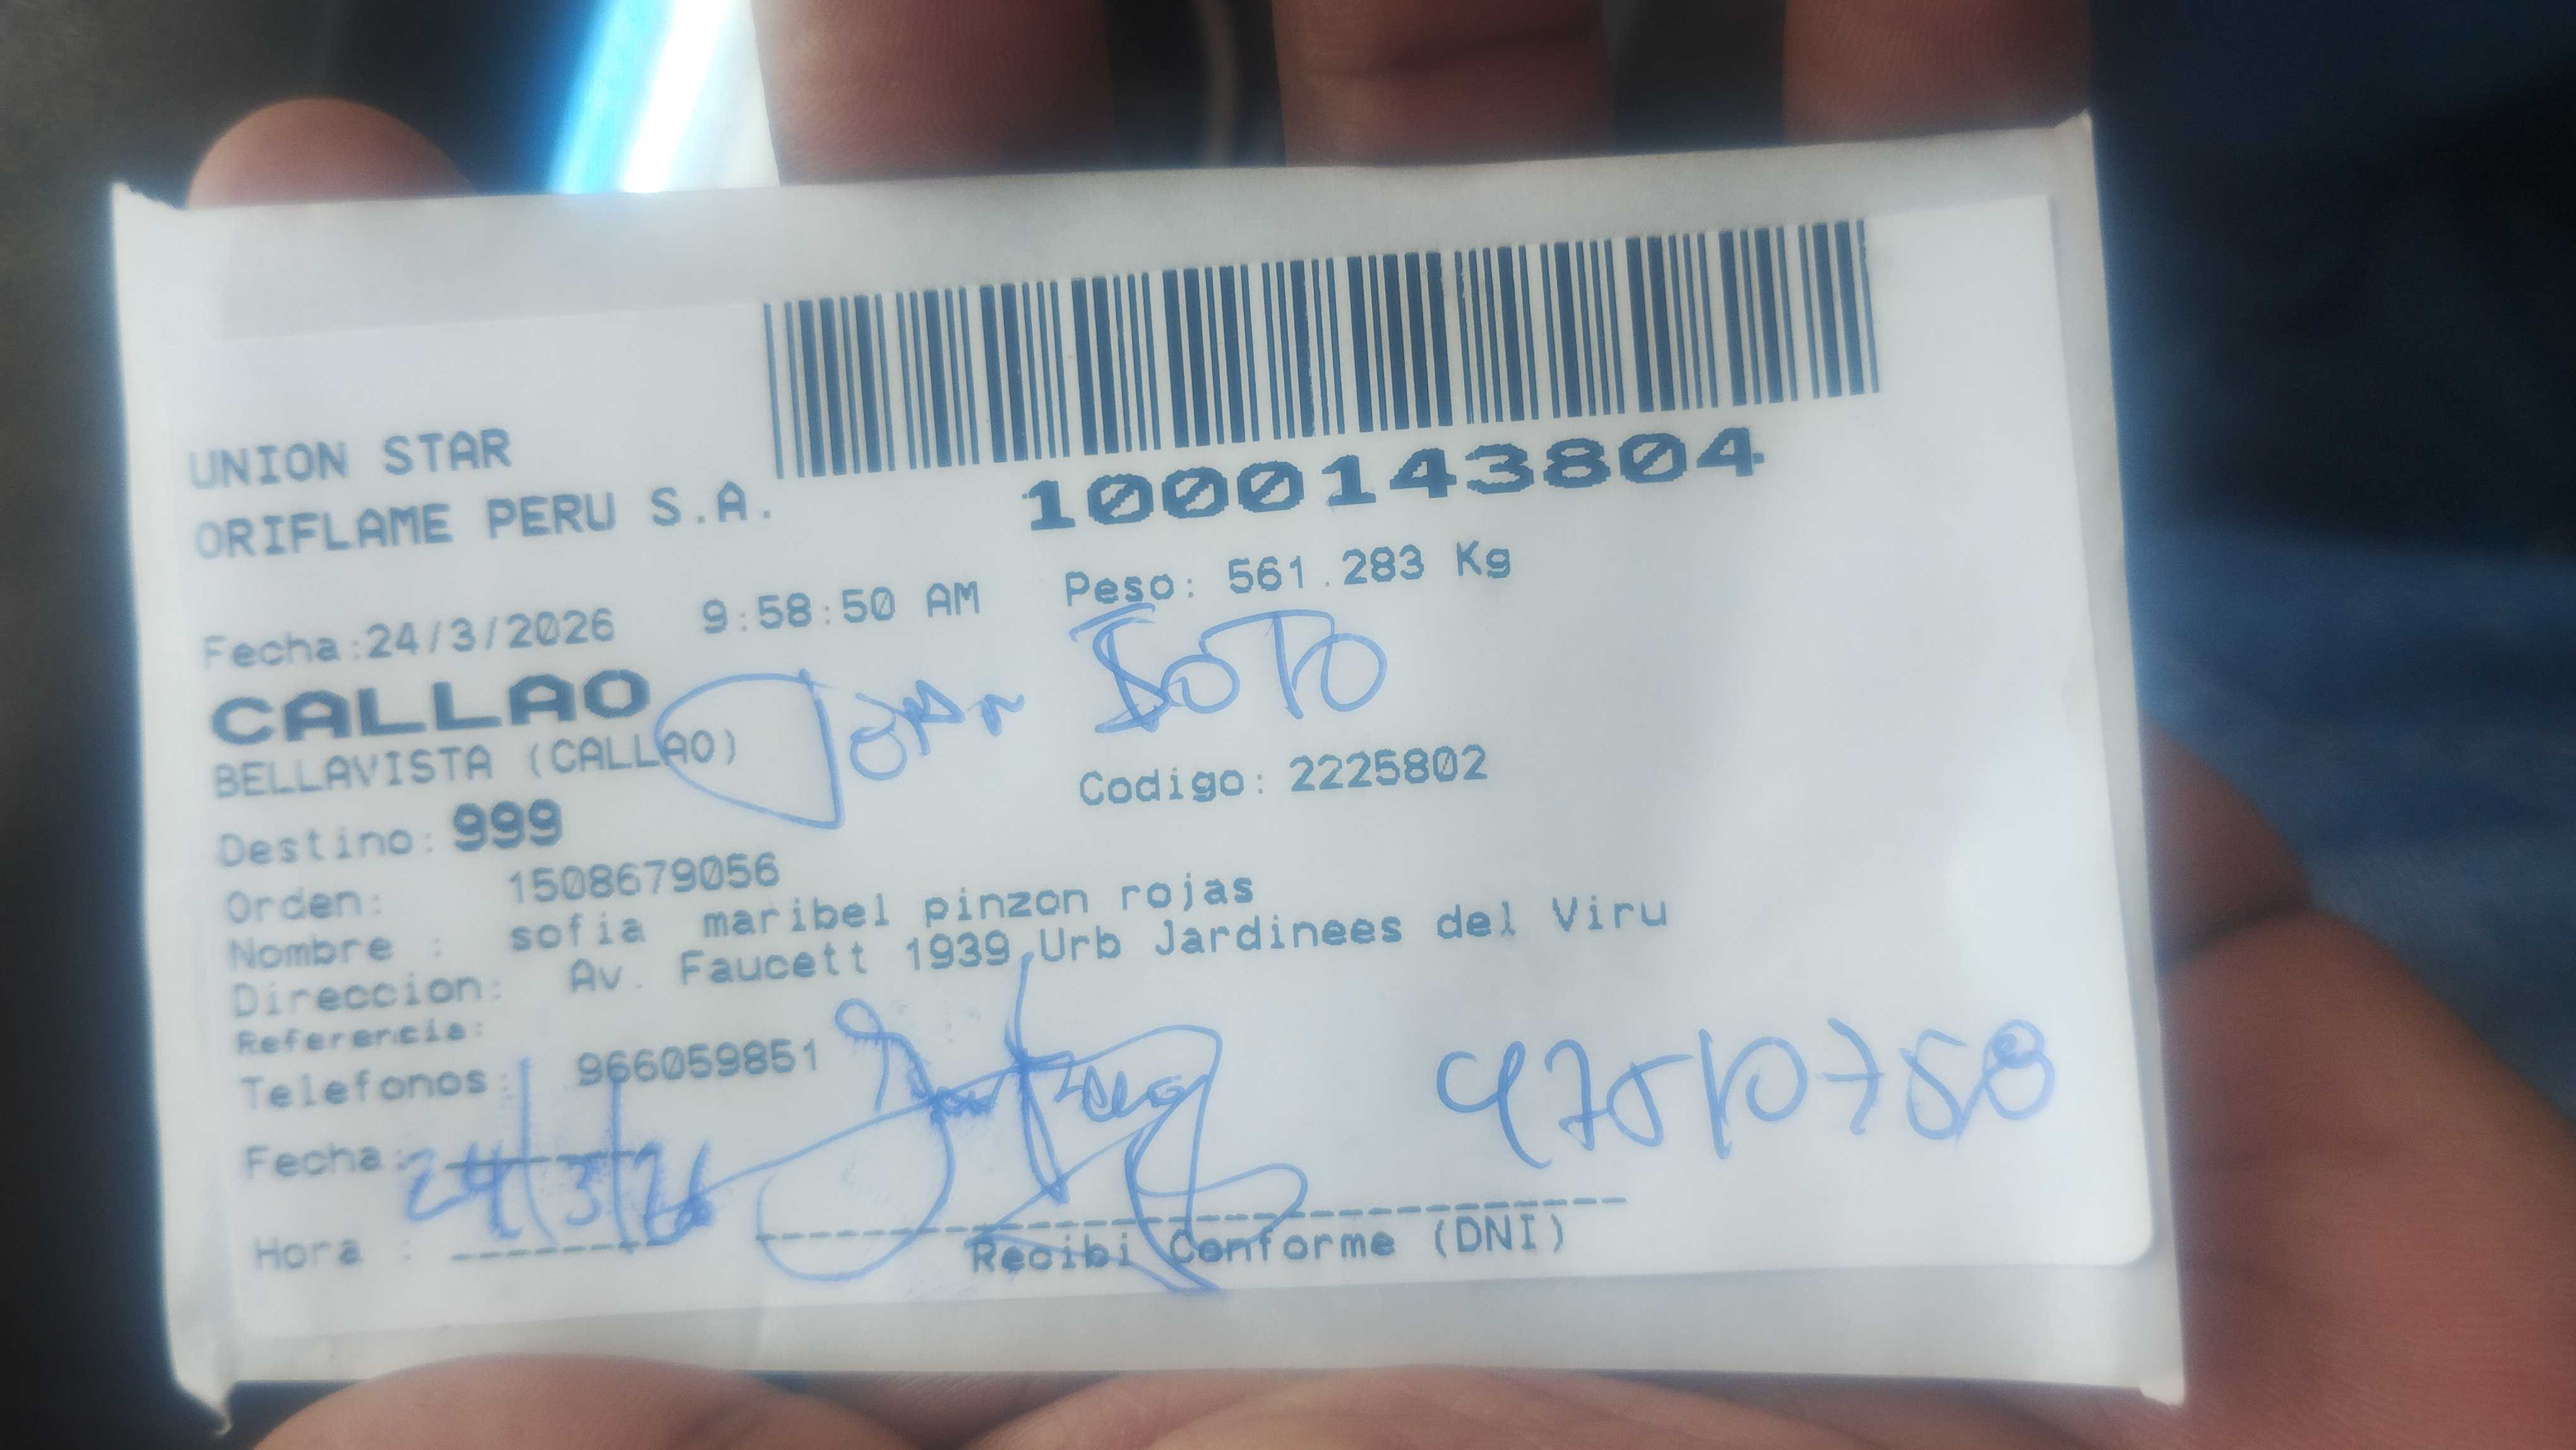 UNION STAR
ORIFLAME PERU S.A.
1000143804
Fecha:24/3/2026 9:58:50 AM Peso: 561.283 Kg
CALLAO
SOTO
BELLAVISTA (CALLAO)
Codigo: 2225802
Destino: 999
Orden: 1508679056
Nombre : sofia maribel pinzon rojas
Direccion: Av. Faucett 1939,Urb Jardinees del Viru
Referencia:
Telefonos: 966059851
Fecha: 24/3/26
47510758
Hora :
Recibi Conforme (DNI)